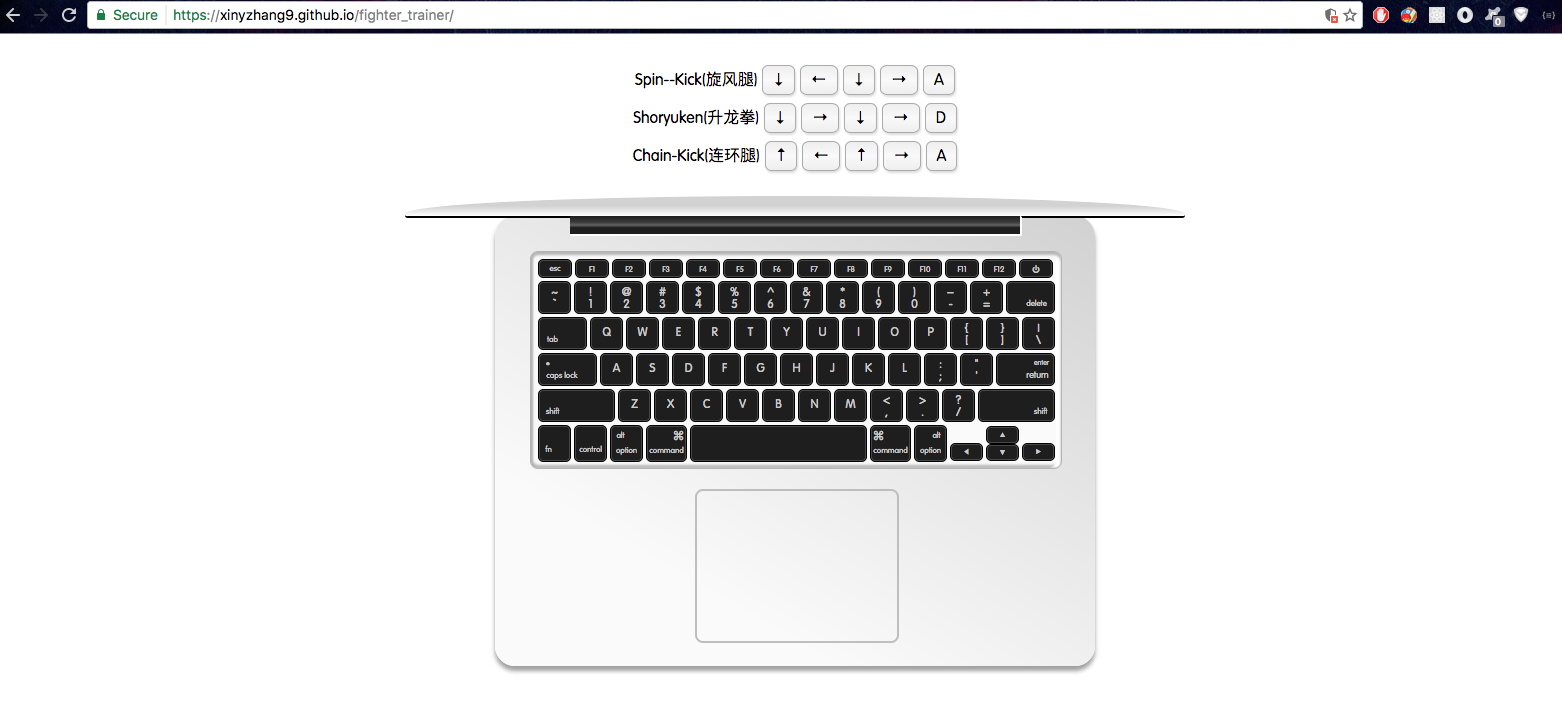 Secure https://xinyzhang9.github.io/fighter_trainer/ 0
Spin--Kick(旋风腿) ↓ ← ↓ → A
Shoryuken(升龙拳) ↓ → ↓ → D
Chain-Kick(连环腿) ↑ ← ↑ → A
esc F1 F2 F3 F4 F5 F6 F7 F8 F9 F10 F11 F12
~ ! @ # $ % ^ & * ( ) – +
` 1 2 3 4 5 6 7 8 9 0 - = delete
tab Q W E R T Y U I O P { [ } ] | \
caps lock A S D F G H J K L : ; " ' enter return
shift Z X C V B N M < , > . ? / shift
alt ⌘ ⌘ alt ▲
fn control option command command option ◀ ▼ ▶